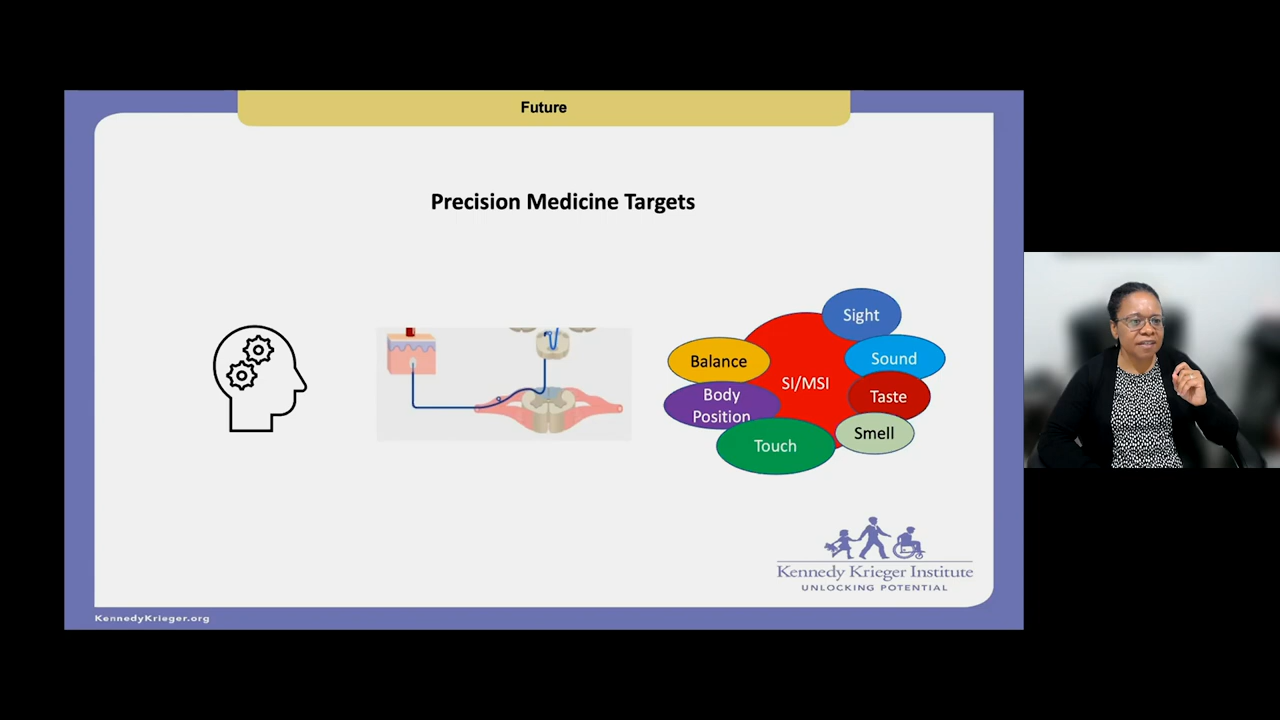 Future
Precision Medicine Targets
Sight
Balance
Sound
SI/MSI
Body
Position
Taste
Touch
Smell
Kennedy Krieger Institute
UNLOCKING POTENTIAL
KennedyKrieger.org